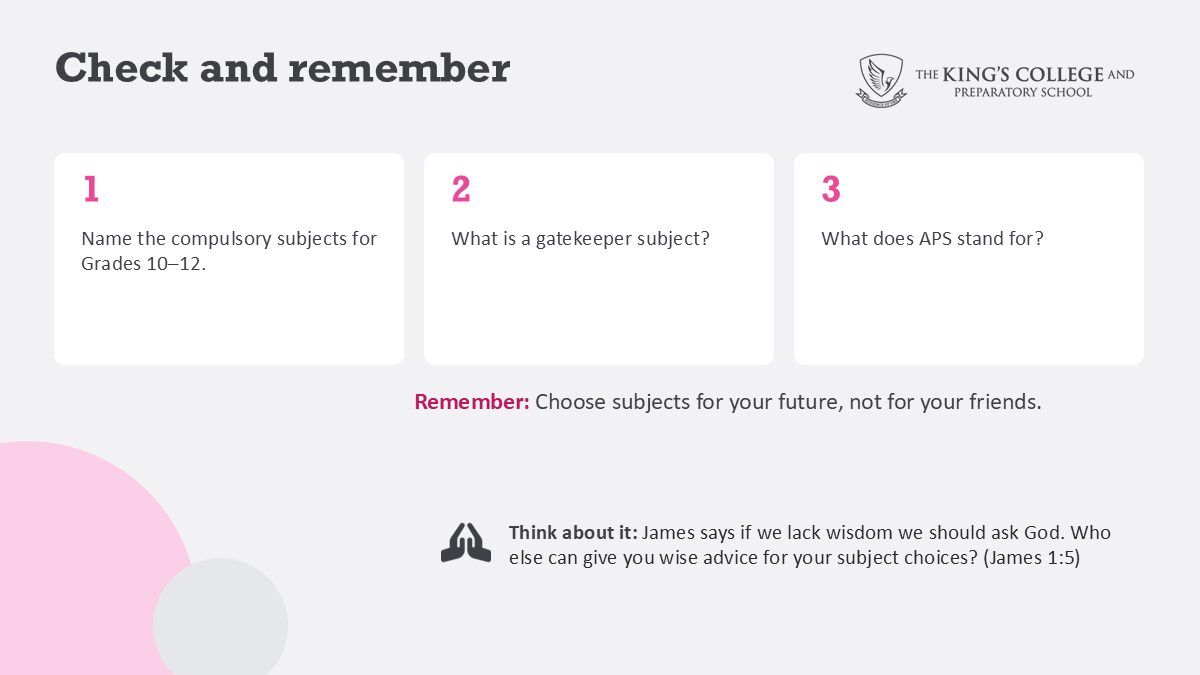 Check and remember
THE KING'S COLLEGE AND
PREPARATORY SCHOOL
1
Name the compulsory subjects for
Grades 10–12.
2
What is a gatekeeper subject?
3
What does APS stand for?
Remember: Choose subjects for your future, not for your friends.
Think about it: James says if we lack wisdom we should ask God. Who
else can give you wise advice for your subject choices? (James 1:5)